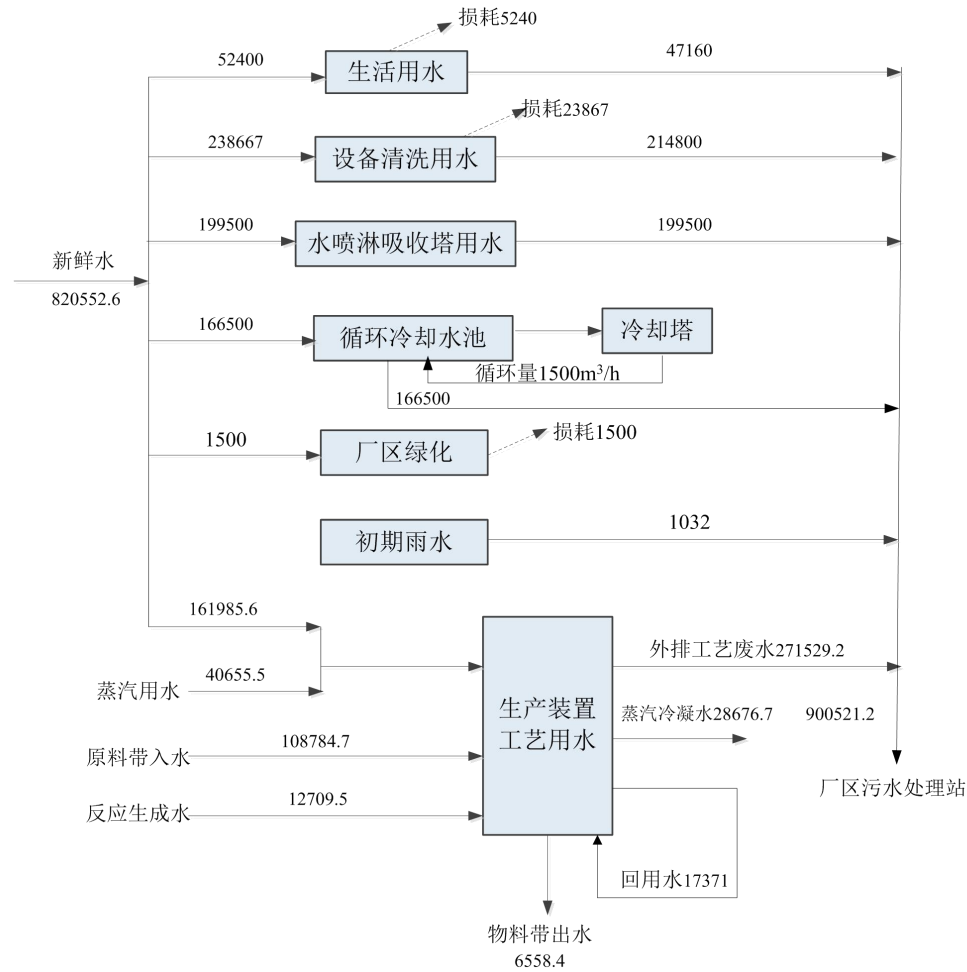 损耗5240
52400
生活用水
47160
损耗23867
238667
设备清洗用水
214800
199500
水喷淋吸收塔用水
199500
新鲜水
820552.6
166500
循环冷却水池
冷却塔
循环量1500m³/h
166500
1500
厂区绿化
损耗1500
初期雨水
1032
161985.6
外排工艺废水271529.2
蒸汽用水
40655.5
生产装置
工艺用水
蒸汽冷凝水28676.7
900521.2
原料带入水
108784.7
厂区污水处理站
反应生成水
12709.5
回用水17371
物料带出水
6558.4